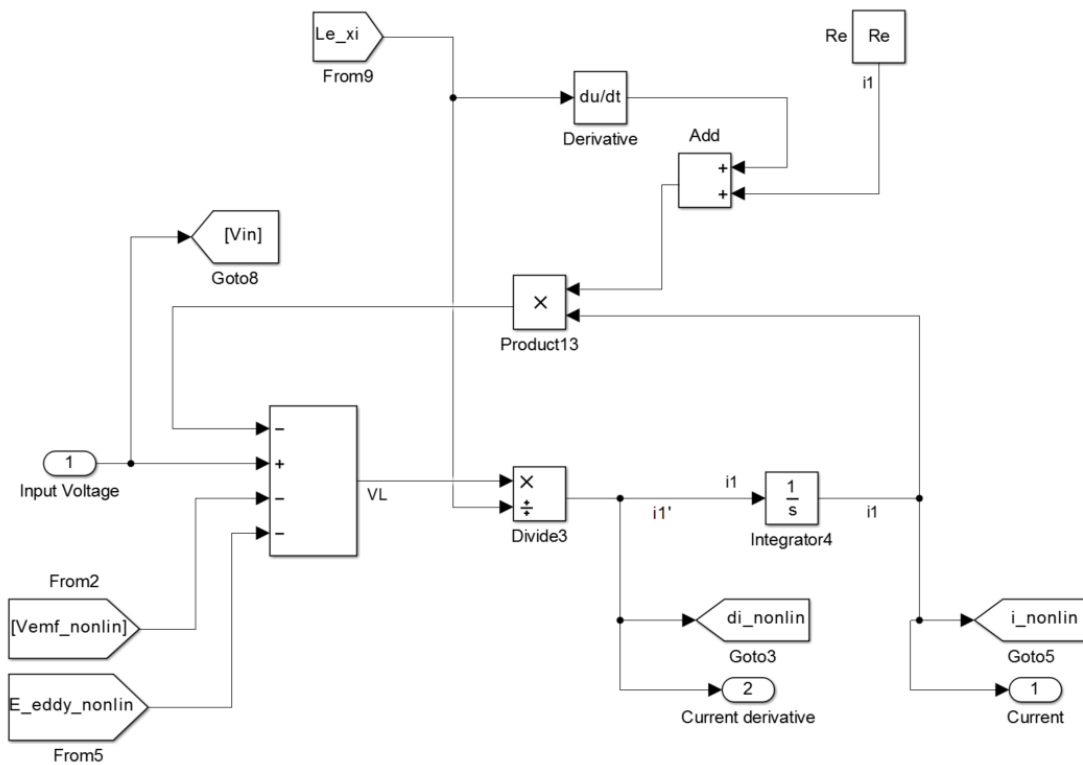 Le_xi
From9
Re
Re
i1
du/dt
Derivative
Add
+
+
[Vin]
Goto8
×
Product13
−
+
−
−
1
Input Voltage
VL
×
÷
Divide3
i1
i1'
1
s
Integrator4
i1
From2
[Vemf_nonlin]
di_nonlin
Goto3
i_nonlin
Goto5
E_eddy_nonlin
From5
2
Current derivative
1
Current